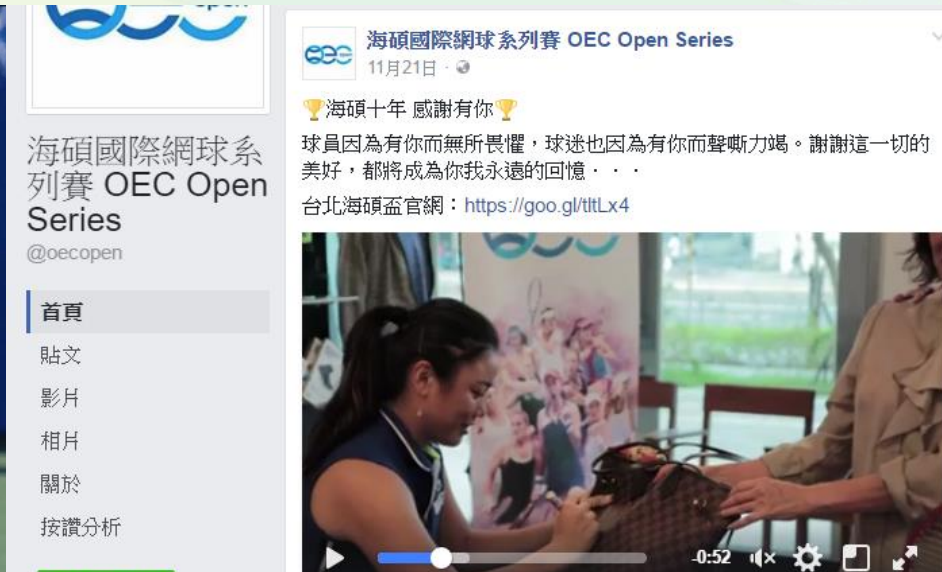 open
海碩國際網球系
列賽 OEC Open
Series
@oecopen
首頁
貼文
影片
相片
關於
按讚分析
海碩國際網球系列賽 OEC Open Series
11月21日
🏆海碩十年 感謝有你🏆
球員因為有你而無所畏懼，球迷也因為有你而聲嘶力竭。謝謝這一切的
美好，都將成為你我永遠的回憶．．．
台北海碩盃官網：https://goo.gl/tltLx4
-0:52